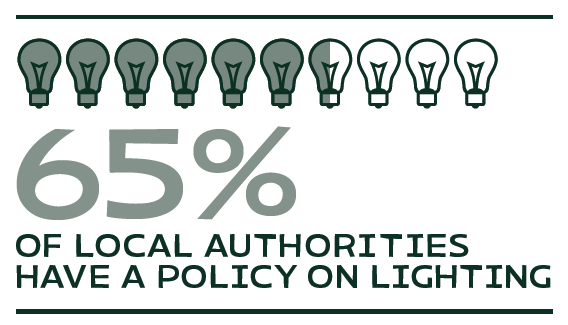 65%
OF LOCAL AUTHORITIES
HAVE A POLICY ON LIGHTING